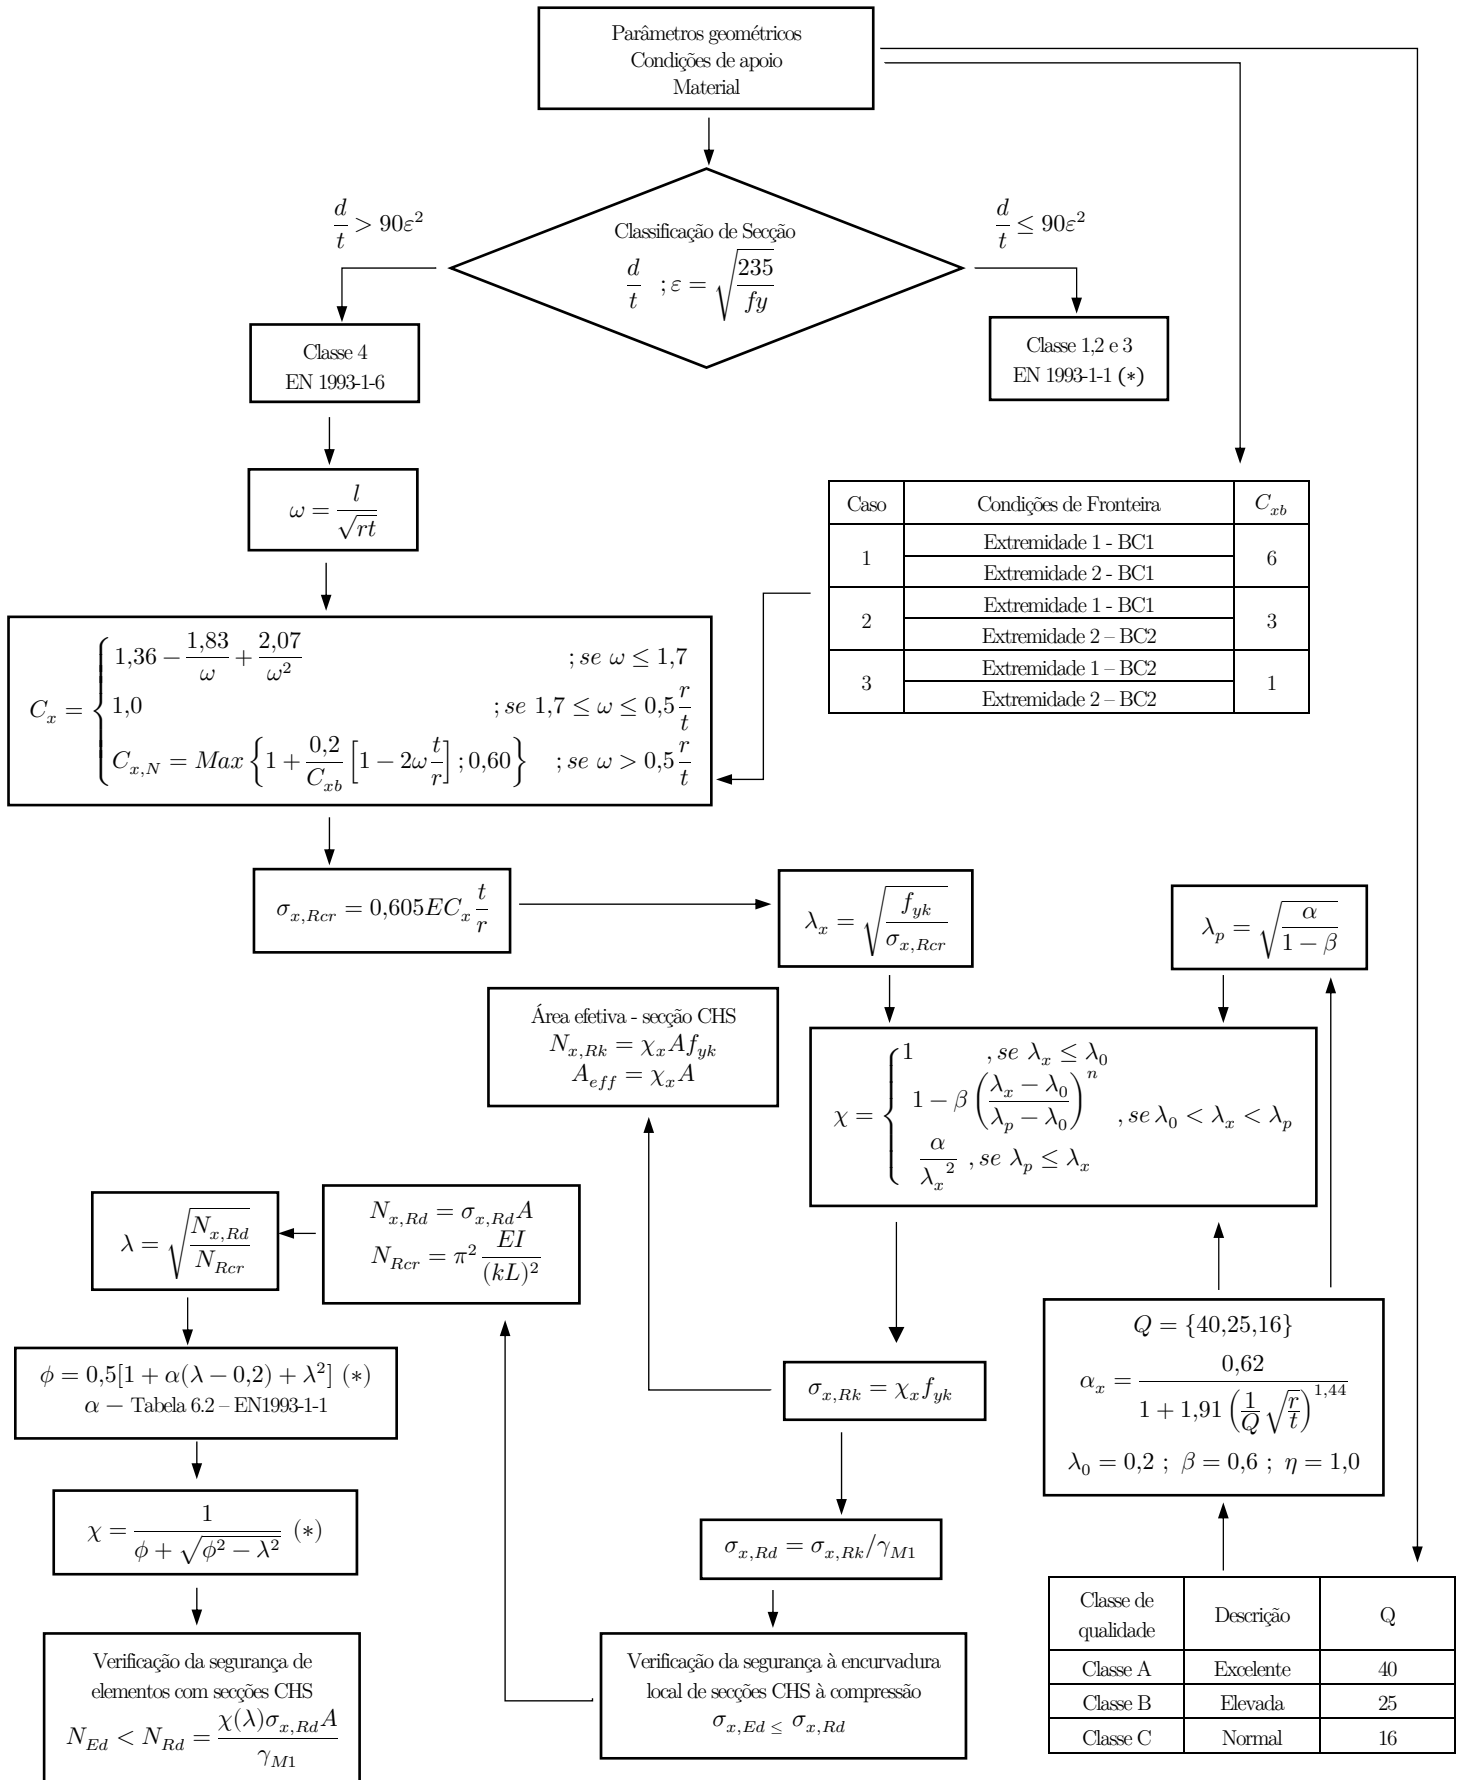 Parâmetros geométricos
Condições de apoio
Material
d/t > 90ε²
Classificação de Secção
d/t ; ε = √(235/fy)
d/t ≤ 90ε²
Classe 4
EN 1993-1-6
Classe 1,2 e 3
EN 1993-1-1 (∗)
ω = l/√(rt)
Caso Condições de Fronteira C_xb
1 Extremidade 1 - BC1 6
Extremidade 2 - BC1
2 Extremidade 1 - BC1 3
Extremidade 2 – BC2
3 Extremidade 1 – BC2 1
Extremidade 2 – BC2
C_x = { 1,36 − 1,83/ω + 2,07/ω² ; se ω ≤ 1,7
1,0 ; se 1,7 ≤ ω ≤ 0,5 r/t
C_x,N = Max {1 + 0,2/C_xb [1 − 2ω t/r] ; 0,60} ; se ω > 0,5 r/t
σ_x,Rcr = 0,605EC_x t/r
λ_x = √(f_yk/σ_x,Rcr)
λ_p = √(α/(1 − β))
Área efetiva - secção CHS
N_x,Rk = χ_x A f_yk
A_eff = χ_x A
χ = { 1 , se λ_x ≤ λ_0
1 − β ((λ_x − λ_0)/(λ_p − λ_0))^n , se λ_0 < λ_x < λ_p
α/λ_x² , se λ_p ≤ λ_x
λ = √(N_x,Rd/N_Rcr)
N_x,Rd = σ_x,Rd A
N_Rcr = π² EI/(kL)²
Q = {40,25,16}
α_x = 0,62/(1 + 1,91 (1/Q √(r/t))^1,44)
λ_0 = 0,2 ; β = 0,6 ; η = 1,0
ϕ = 0,5[1 + α(λ − 0,2) + λ²] (∗)
α − Tabela 6.2 – EN1993-1-1
σ_x,Rk = χ_x f_yk
χ = 1/(ϕ + √(ϕ² − λ²)) (∗)
σ_x,Rd = σ_x,Rk/γ_M1
Verificação da segurança de
elementos com secções CHS
N_Ed < N_Rd = χ(λ)σ_x,Rd A/γ_M1
Verificação da segurança à encurvadura
local de secções CHS à compressão
σ_x,Ed ≤ σ_x,Rd
Classe de
qualidade Descrição Q
Classe A Excelente 40
Classe B Elevada 25
Classe C Normal 16